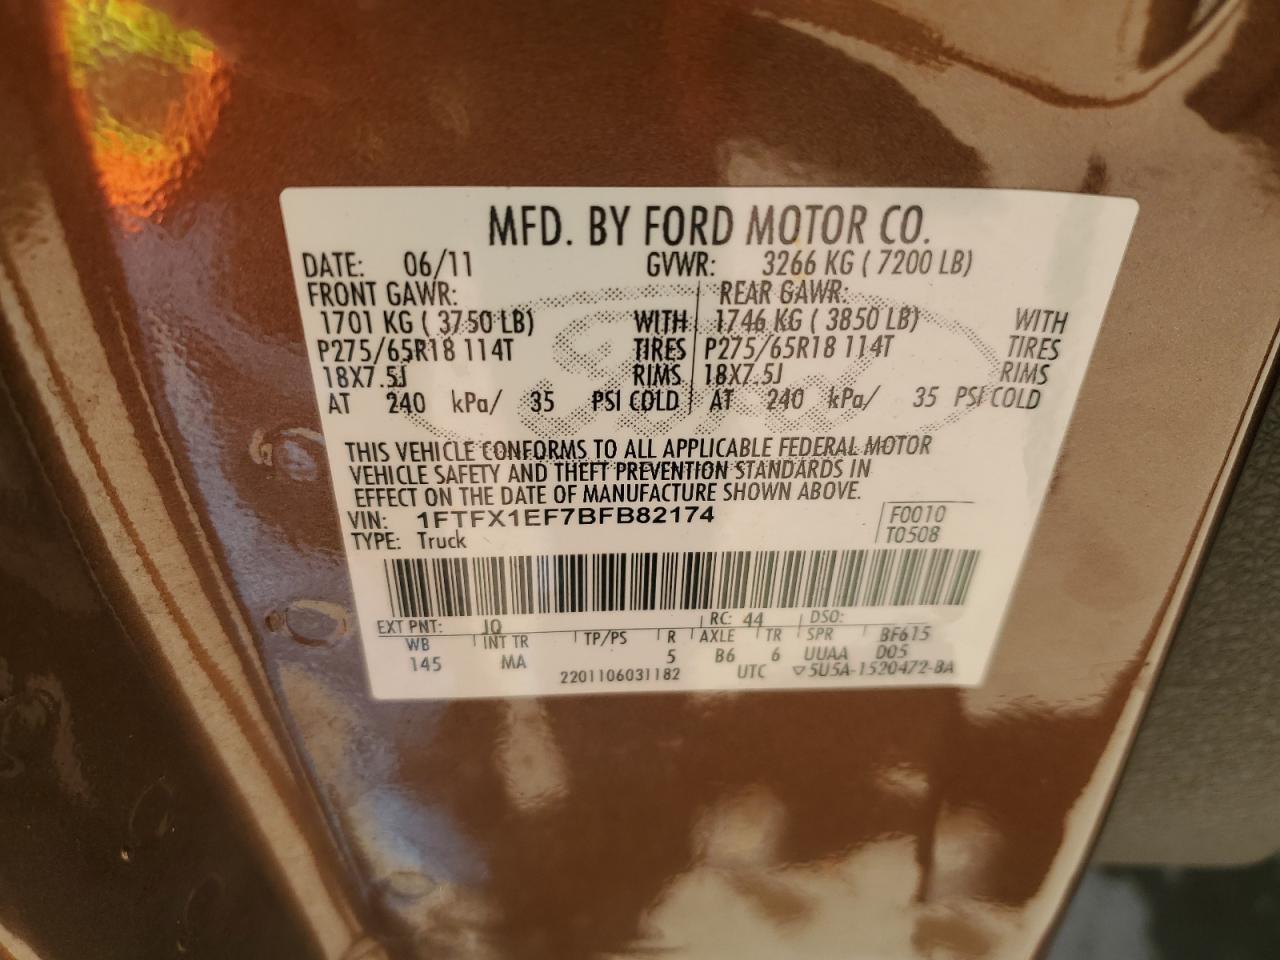 MFD. BY FORD MOTOR CO.
DATE: 06/11 GVWR: 3266 KG ( 7200 LB)
FRONT GAWR: REAR GAWR:
1701 KG ( 3750 LB) WITH 1746 KG ( 3850 LB) WITH
P275/65R18 114T TIRES P275/65R18 114T TIRES
18X7.5J RIMS 18X7.5J RIMS
AT 240 kPa/ 35 PSI COLD AT 240 kPa/ 35 PSI COLD
THIS VEHICLE CONFORMS TO ALL APPLICABLE FEDERAL MOTOR
VEHICLE SAFETY AND THEFT PREVENTION STANDARDS IN
EFFECT ON THE DATE OF MANUFACTURE SHOWN ABOVE.
VIN: 1FTFX1EF7BFB82174 F0010
TYPE: Truck T0508
EXT PNT: JQ RC: 44 DSO:
WB INT TR TP/PS R AXLE TR SPR BF615
145 MA 5 B6 6 UUAA D05
2201106031182 UTC ▽5U5A-1520472-BA